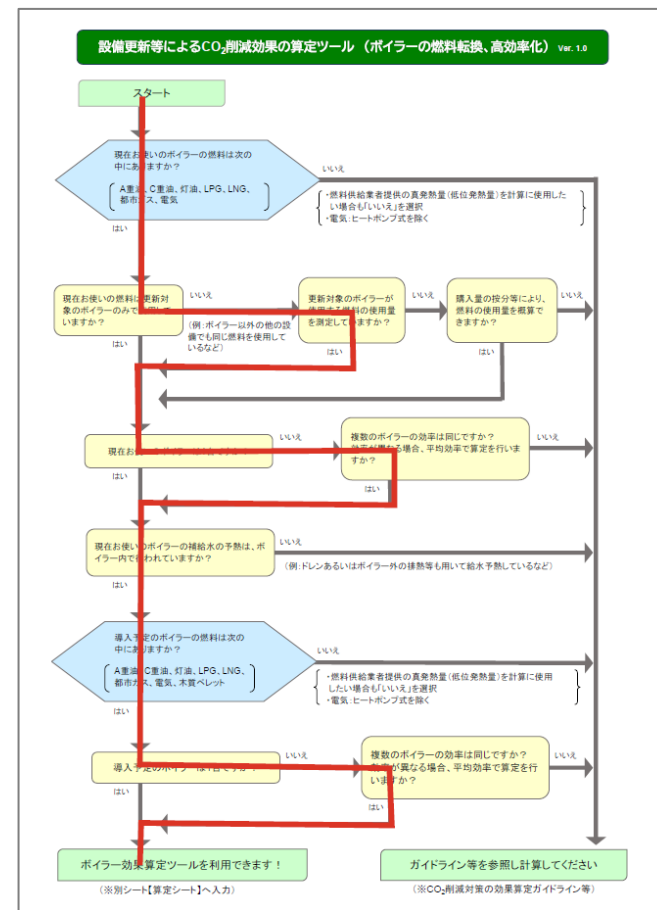 設備更新等によるCO₂削減効果の算定ツール （ボイラーの燃料転換、高効率化） Ver. 1.0
スタート
現在お使いのボイラーの燃料は次の
中にありますか？
A重油、C重油、灯油、LPG、LNG、
都市ガス、電気
いいえ
・燃料供給業者提供の真発熱量（低位発熱量）を計算に使用した
い場合も「いいえ」を選択
・電気：ヒートポンプ式を除く
はい
現在お使いの燃料は更新対
象のボイラーのみで
いますか？
いいえ
（例：ボイラー以外の他の設
備でも同じ燃料を使用して
いるなど）
はい
更新対象のボイラーが
使用する燃料の使用量
を測定していますか？
いいえ
はい
購入量の按分等により、
燃料の使用量を概算で
きますか？
いいえ
はい
現在お
いいえ
はい
複数のボイラーの効率は同じですか？
効率が異なる場合、平均効率で算定を行いま
すか？
いいえ
はい
現在お使いのボイラーの補給水の予熱は、ボ
イラー内で行われていますか？
いいえ
（例：ドレンあるいはボイラー外の排熱等も用いて給水予熱しているなど）
はい
導入予定のボイラーの燃料は次の
中にありますか？
A重油、C重油、灯油、LPG、LNG、
都市ガス、電気、木質ペレット
いいえ
・燃料供給業者提供の真発熱量（低位発熱量）を計算に使用
したい場合も「いいえ」を選択
・電気：ヒートポンプ式を除く
はい
導入予定のボイラーは
いいえ
はい
複数のボイラーの効率は同じですか？
効率が異なる場合、平均効率で算定を行
いますか？
いいえ
はい
ボイラー効果算定ツールを利用できます！
（※別シート【算定シート】へ入力）
ガイドライン等を参照し計算してください
（※CO₂削減対策の効果算定ガイドライン等）